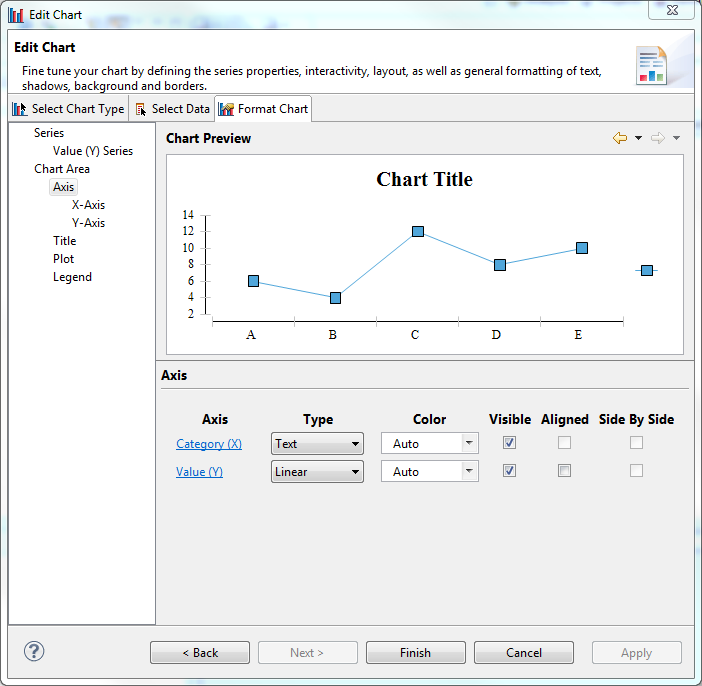 Edit Chart
Edit Chart
Fine tune your chart by defining the series properties, interactivity, layout, as well as general formatting of text,
shadows, background and borders.
Select Chart Type Select Data Format Chart
Series
Value (Y) Series
Chart Area
Axis
X-Axis
Y-Axis
Title
Plot
Legend
Chart Preview
Chart Title
14
12
10
8
6
4
2
A B C D E
Axis
Axis Type Color Visible Aligned Side By Side
Category (X) Text Auto
Value (Y) Linear Auto
? < Back Next > Finish Cancel Apply